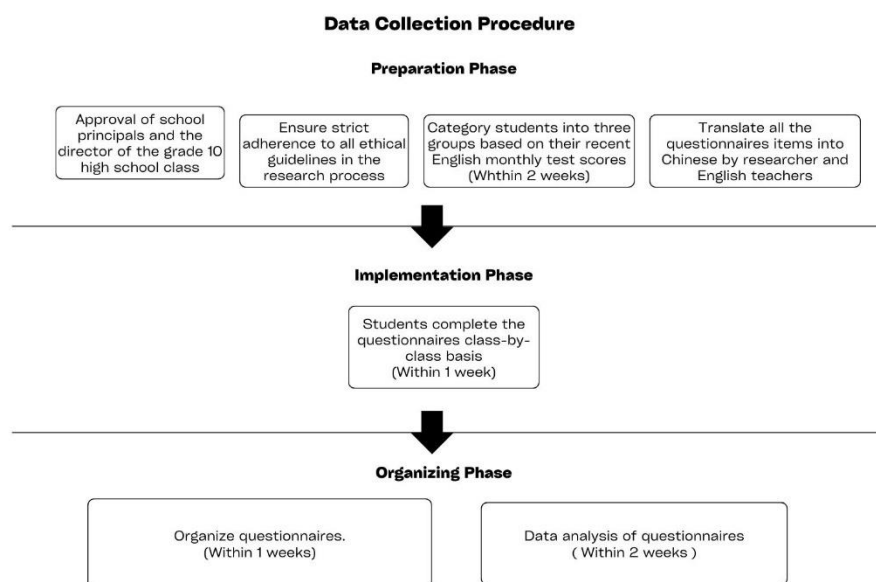 Data Collection Procedure
Preparation Phase
Approval of school
principals and the
director of the grade 10
high school class
Ensure strict
adherence to all ethical
guidelines in the
research process
Category students into three
groups based on their recent
English monthly test scores
(Whthin 2 weeks)
Translate all the
questionnaires items into
Chinese by researcher and
English teachers
Implementation Phase
Students complete the
questionnaires class-by-
class basis
(Within 1 week)
Organizing Phase
Organize questionnaires.
(Within 1 weeks)
Data analysis of questionnaires
( Within 2 weeks )